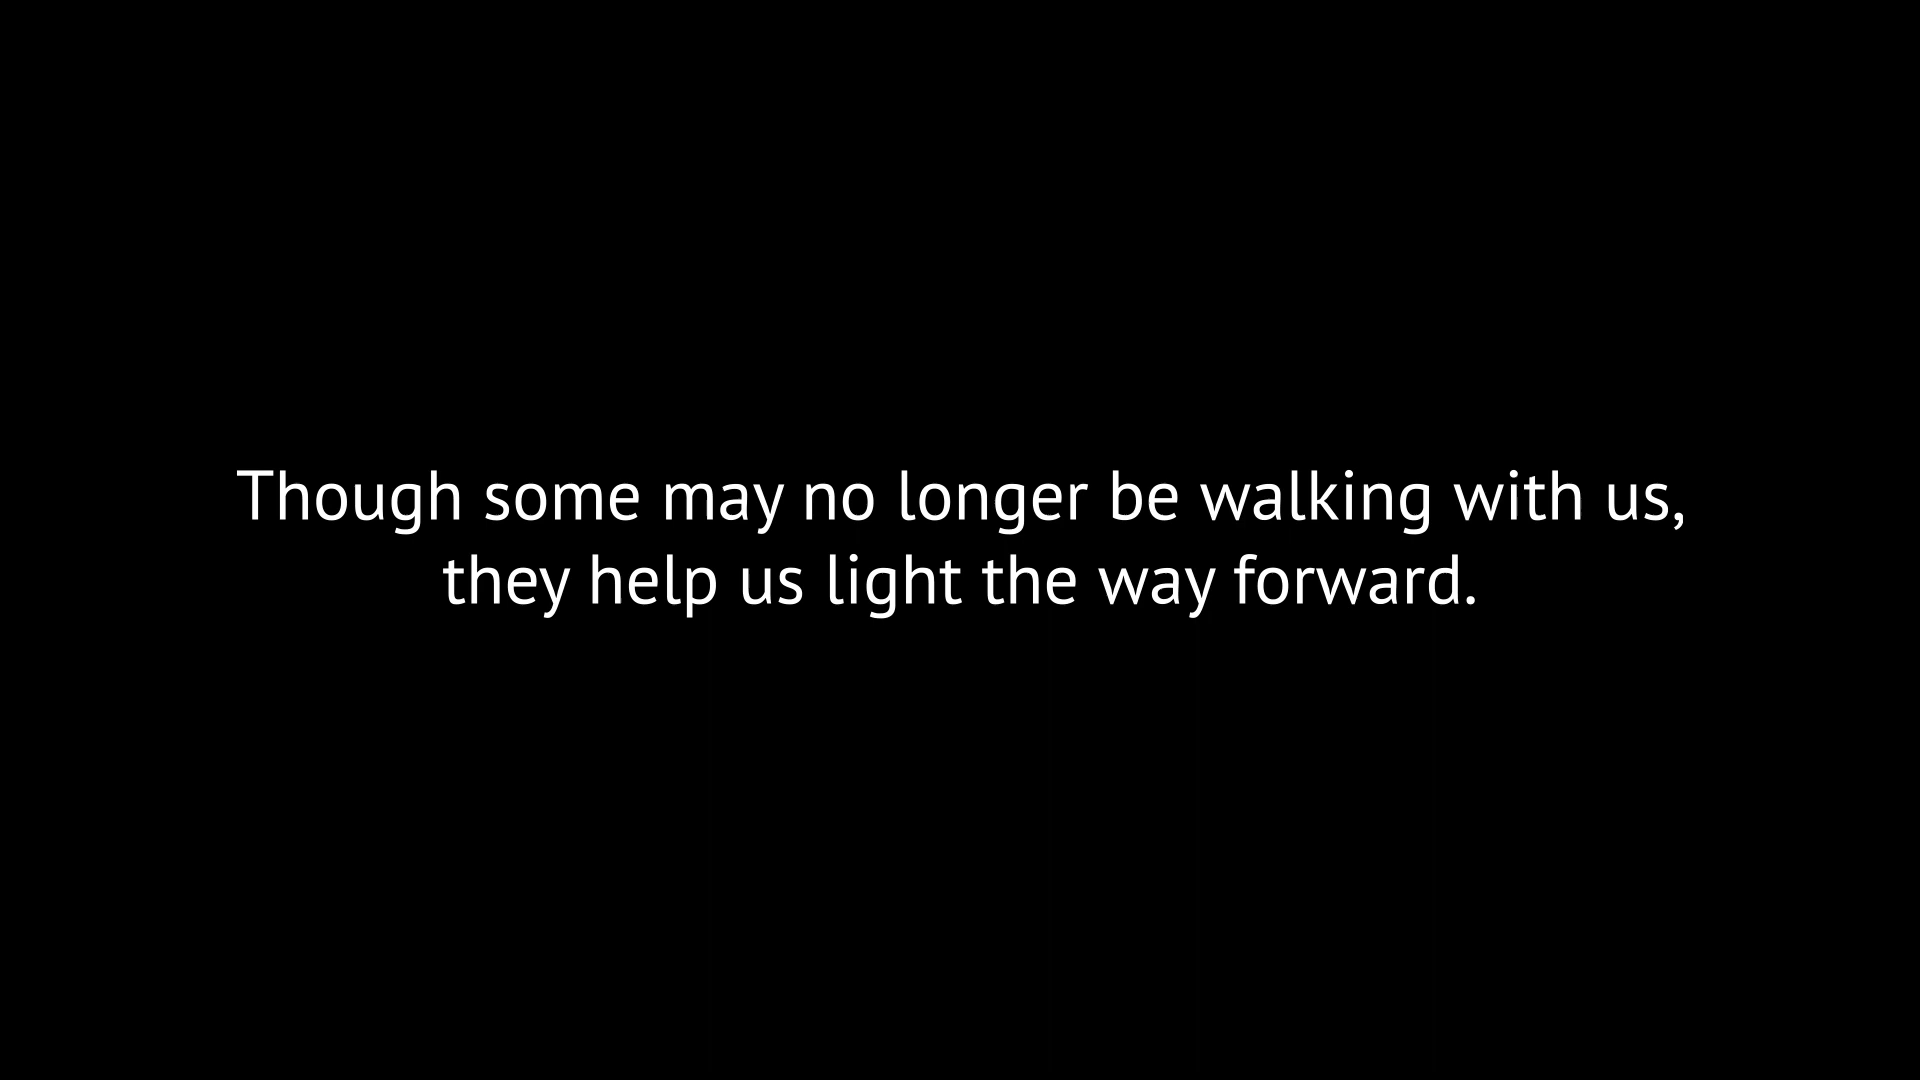 Though some may no longer be walking with us,
they help us light the way forward.